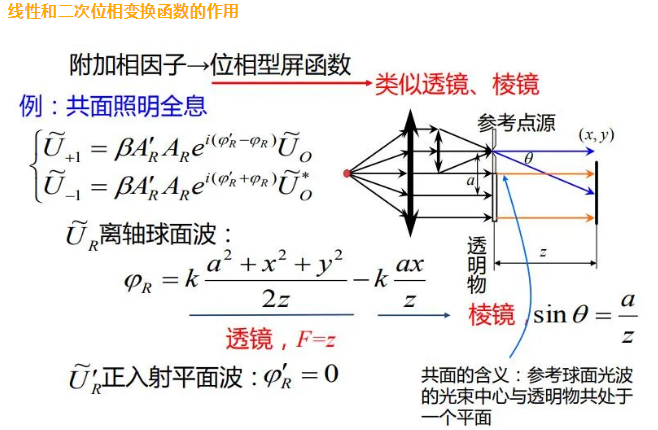 线性和二次位相变换函数的作用
附加相因子→位相型屏函数
类似透镜、棱镜
例：共面照明全息
参考点源
(x, y)
θ
a
z
透明物
Ũ₊₁ = βA′_R A_R e^{i(φ′_R−φ_R)} Ũ_O
Ũ₋₁ = βA′_R A_R e^{i(φ′_R+φ_R)} Ũ*_O
Ũ_R离轴球面波：
φ_R = k (a² + x² + y²)/2z − k ax/z
透镜，F=z
棱镜，sin θ = a/z
Ũ′_R正入射平面波：φ′_R = 0
共面的含义：参考球面光波
的光束中心与透明物共处于
一个平面